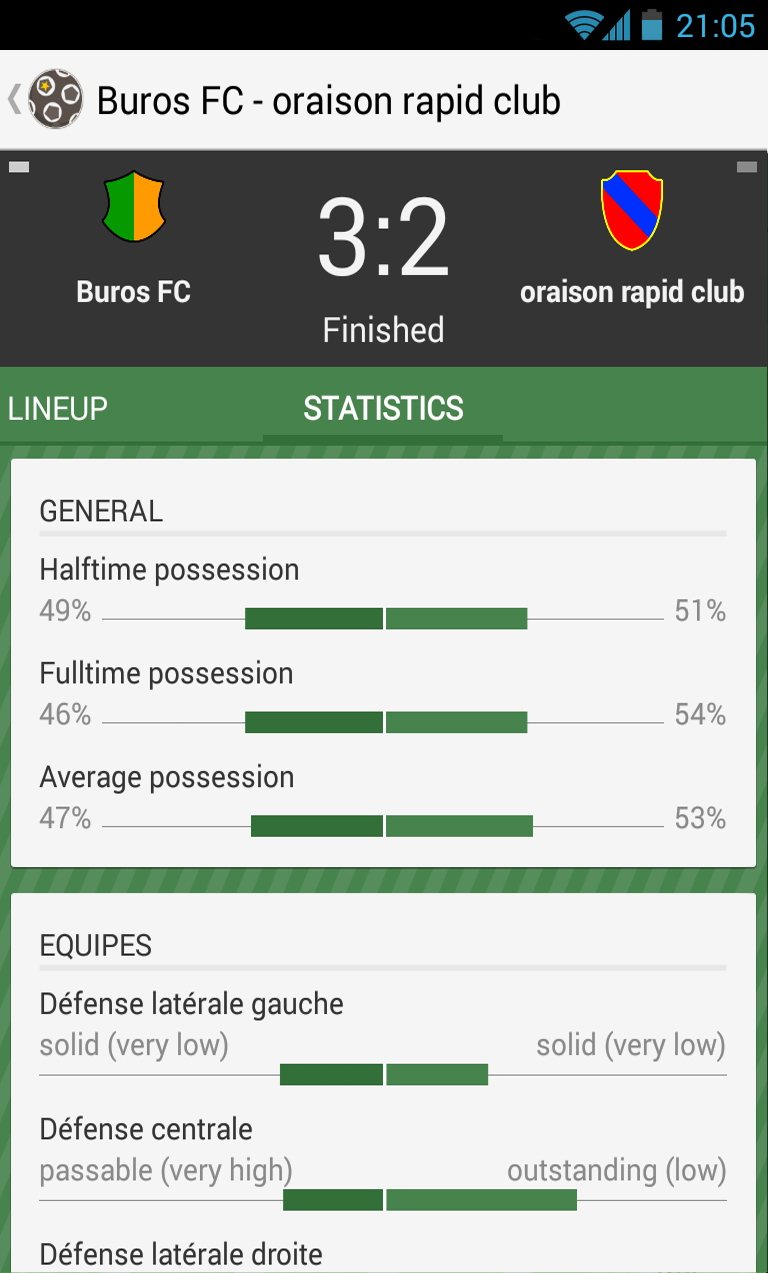 21:05
Buros FC - oraison rapid club
3:2
Buros FC
oraison rapid club
Finished
LINEUP
STATISTICS
GENERAL
Halftime possession
49%
51%
Fulltime possession
46%
54%
Average possession
47%
53%
EQUIPES
Défense latérale gauche
solid (very low)
solid (very low)
Défense centrale
passable (very high)
outstanding (low)
Défense latérale droite